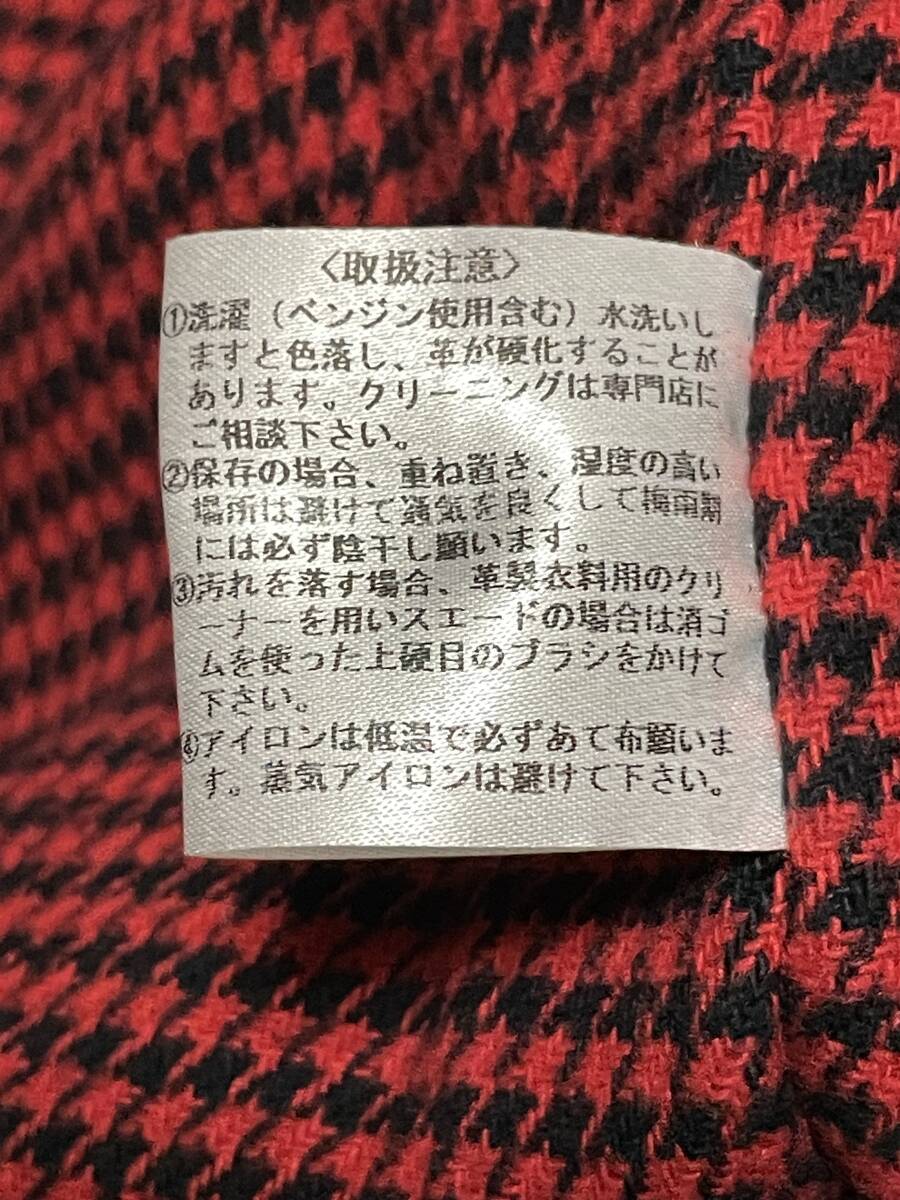 〈取扱注意〉
①洗濯（ベンジン使用含む）水洗いし
ますと色落し、革が硬化することが
あります。クリーニングは専門店に
ご相談下さい。
②保存の場合、重ね置き、湿度の高い
場所は避けて通気を良くして梅雨期
には必ず陰干し願います。
③汚れを落す場合、革製衣料用のクリ
ーナーを用いスエードの場合は消ゴ
ムを使った上硬目のブラシをかけて
下さい。
④アイロンは低温で必ずあて布願いま
す。蒸気アイロンは避けて下さい。